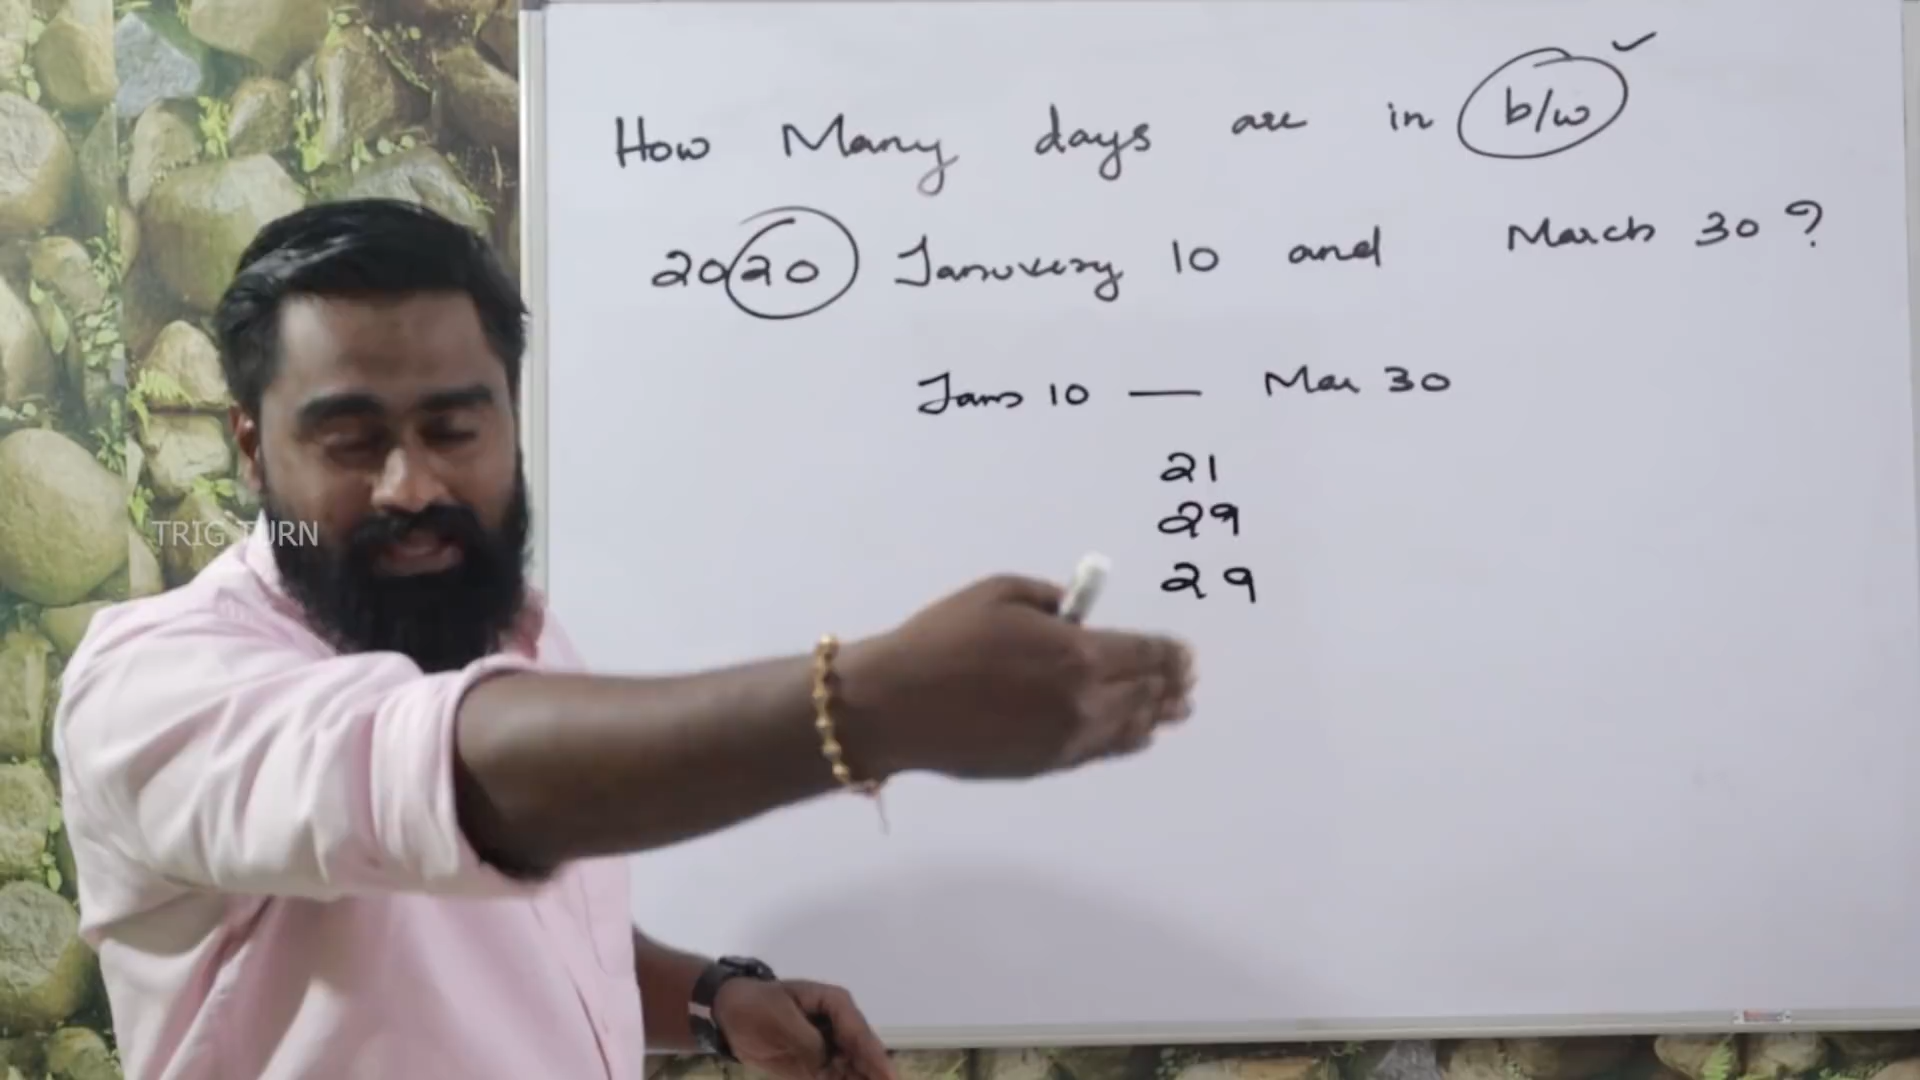 How Many days are in b/w
2020 Januvery 10 and March 30?
Jan 10 — Mar 30
21
29
29
TRIG TURN